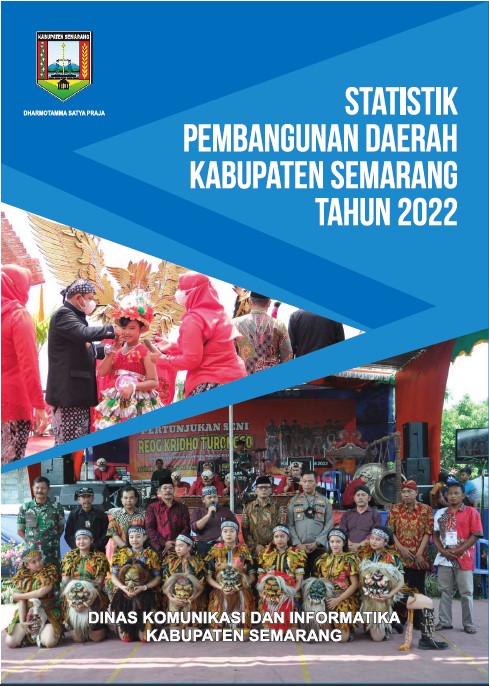 KABUPATEN SEMARANG
DHARMOTAMMA SATYA PRAJA
STATISTIK
PEMBANGUNAN DAERAH
KABUPATEN SEMARANG
TAHUN 2022
PERTUNJUKAN SENI
REOG KRIDHO TURONGGO
DINAS KOMUNIKASI DAN INFORMATIKA
KABUPATEN SEMARANG